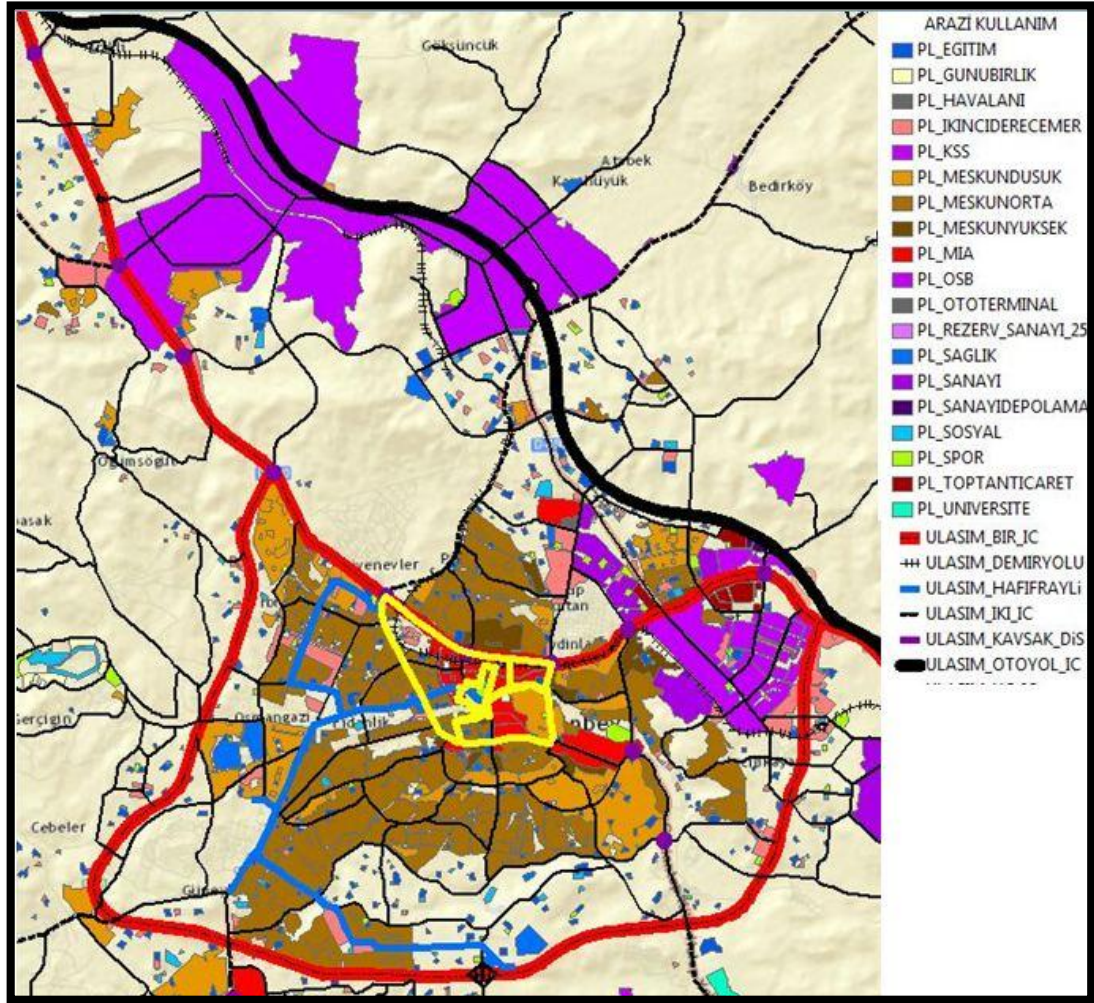 Göksüncük
Bedirköy
Karahüyük
Osmangazi
Cebeler
ARAZİ KULLANIM
PL_EGITIM
PL_GUNUBIRLIK
PL_HAVALANI
PL_IKINCIDERECEMER
PL_KSS
PL_MESKUNDUSUK
PL_MESKUNORTA
PL_MESKUNYUKSEK
PL_MIA
PL_OSB
PL_OTOTERMINAL
PL_REZERV_SANAYI_25
PL_SAGLIK
PL_SANAYI
PL_SANAYIDEPOLAMA
PL_SOSYAL
PL_SPOR
PL_TOPTANTICARET
PL_UNIVERSITE
ULASIM_BIR_IC
ULASIM_DEMIRYOLU
ULASIM_HAFIFRAYLi
ULASIM_IKI_IC
ULASIM_KAVSAK_DiS
ULASIM_OTOYOL_IC